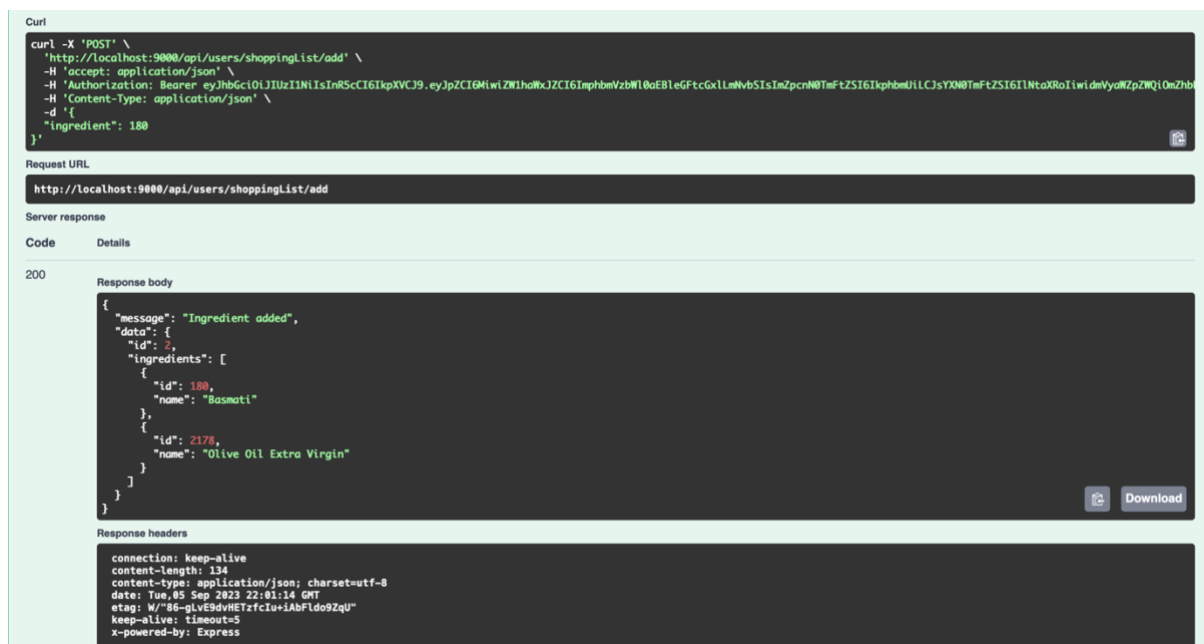 Curl
curl -X 'POST' \
'http://localhost:9000/api/users/shoppingList/add' \
-H 'accept: application/json' \
-H 'Authorization: Bearer
-H 'Content-Type: application/json' \
-d '{
"ingredient": 180
}'
Request URL
http://localhost:9000/api/users/shoppingList/add
Server response
Code Details
200
Response body
{
"message": "Ingredient added",
"data": {
"id": 2,
"ingredients": [
{
"id": 180,
"name": "Basmati"
},
{
"id": 2178,
"name": "Olive Oil Extra Virgin"
}
]
}
}
Download
Response headers
connection: keep-alive
content-length: 134
content-type: application/json; charset=utf-8
date: Tue,05 Sep 2023 22:01:14 GMT
etag: W/"86-gLvE9dvHETzfcIu+iAbFldo9ZqU"
keep-alive: timeout=5
x-powered-by: Express